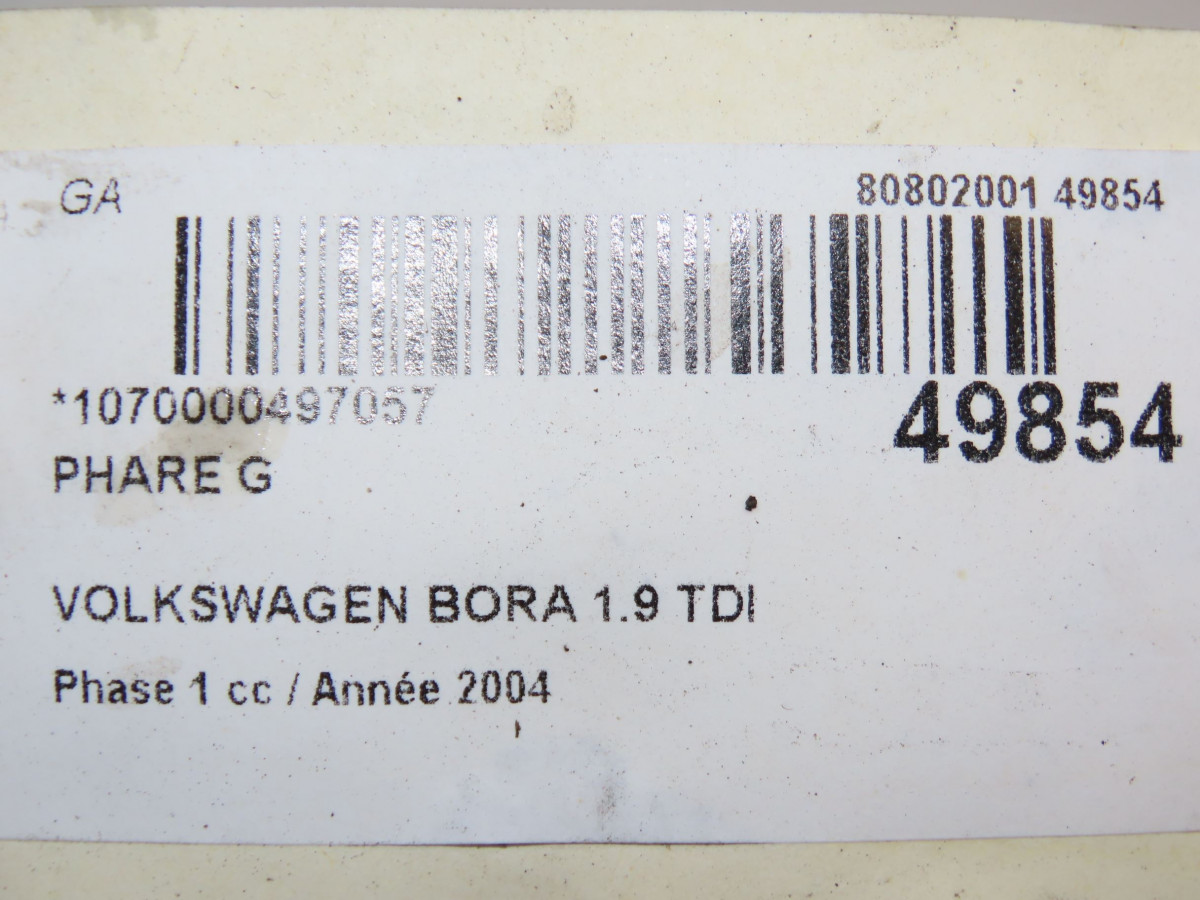 GA 80802001 49854
*1070000497057
49854
PHARE G
VOLKSWAGEN BORA 1.9 TDI
Phase 1 cc / Année 2004